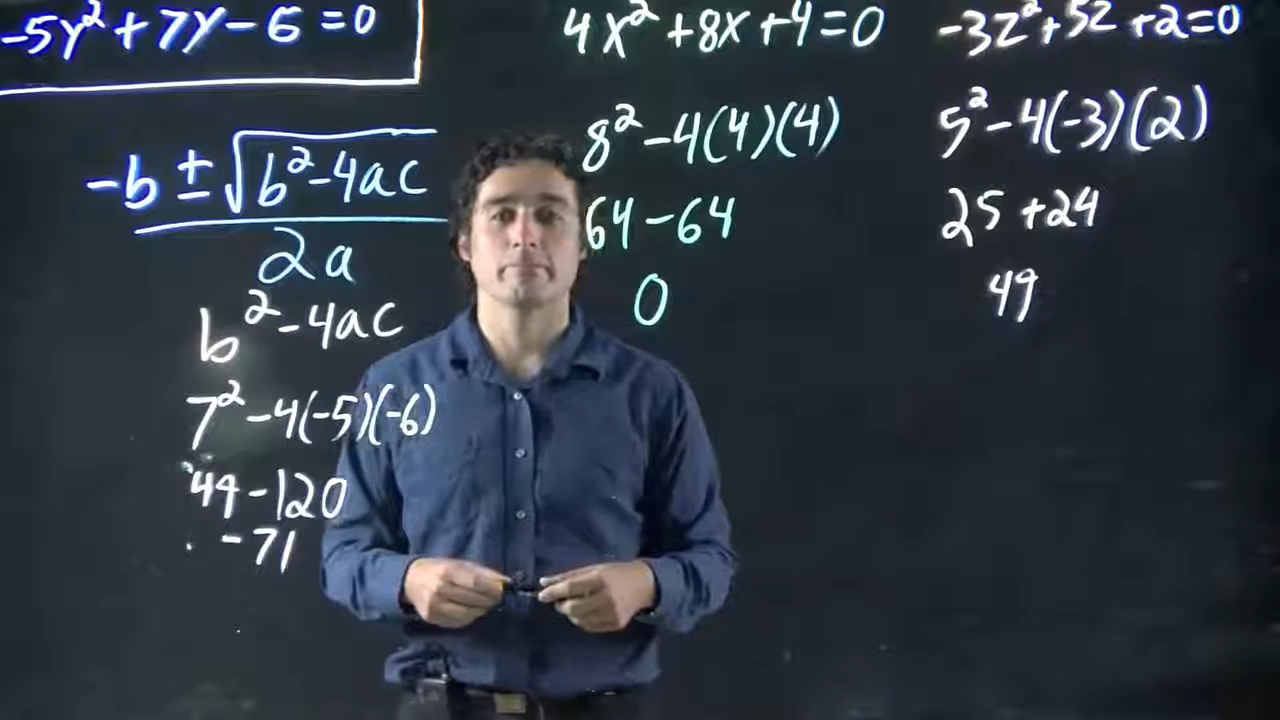 -5y² + 7y - 6 = 0
-b ± √b²-4ac
2a
b²-4ac
7²-4(-5)(-6)
49-120
-71
4x²+8x+4=0
8²-4(4)(4)
64-64
0
-3z²+5z+2=0
5²-4(-3)(2)
25+24
49